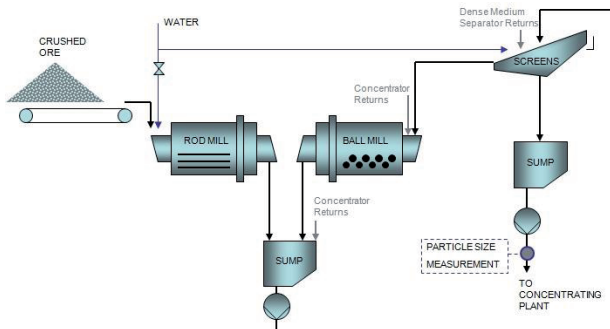 WATER
Dense Medium
Separator Returns
CRUSHED
ORE
SCREENS
Concentrator
Returns
ROD MILL
BALL MILL
SUMP
Concentrator
Returns
SUMP
PARTICLE SIZE
MEASUREMENT
TO
CONCENTRATING
PLANT